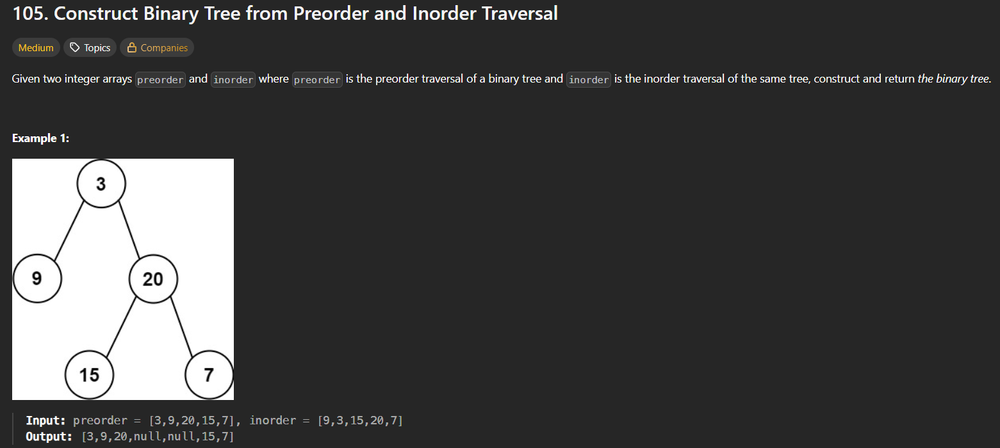 105. Construct Binary Tree from Preorder and Inorder Traversal
Medium Topics Companies
Given two integer arrays preorder and inorder where preorder is the preorder traversal of a binary tree and inorder is the inorder traversal of the same tree, construct and return the binary tree.
Example 1:
3
9 20
15 7
Input: preorder = [3,9,20,15,7], inorder = [9,3,15,20,7]
Output: [3,9,20,null,null,15,7]